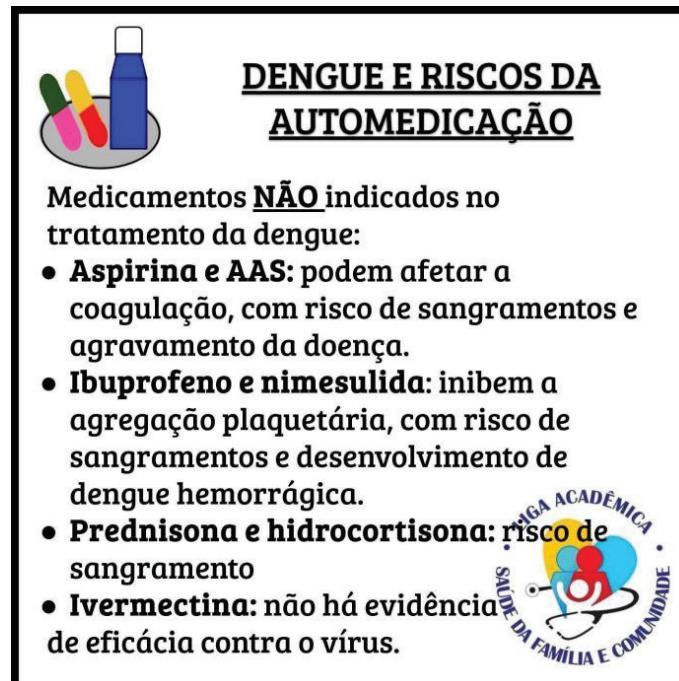 DENGUE E RISCOS DA
AUTOMEDICAÇÃO
Medicamentos NÃO indicados no
tratamento da dengue:
● Aspirina e AAS: podem afetar a
coagulação, com risco de sangramentos e
agravamento da doença.
● Ibuprofeno e nimesulida: inibem a
agregação plaquetária, com risco de
sangramentos e desenvolvimento de
dengue hemorrágica.
● Prednisona e hidrocortisona: risco de
sangramento
● Ivermectina: não há evidência
de eficácia contra o vírus.
LIGA ACADÊMICA
SAÚDE DA FAMÍLIA E COMUNIDADE